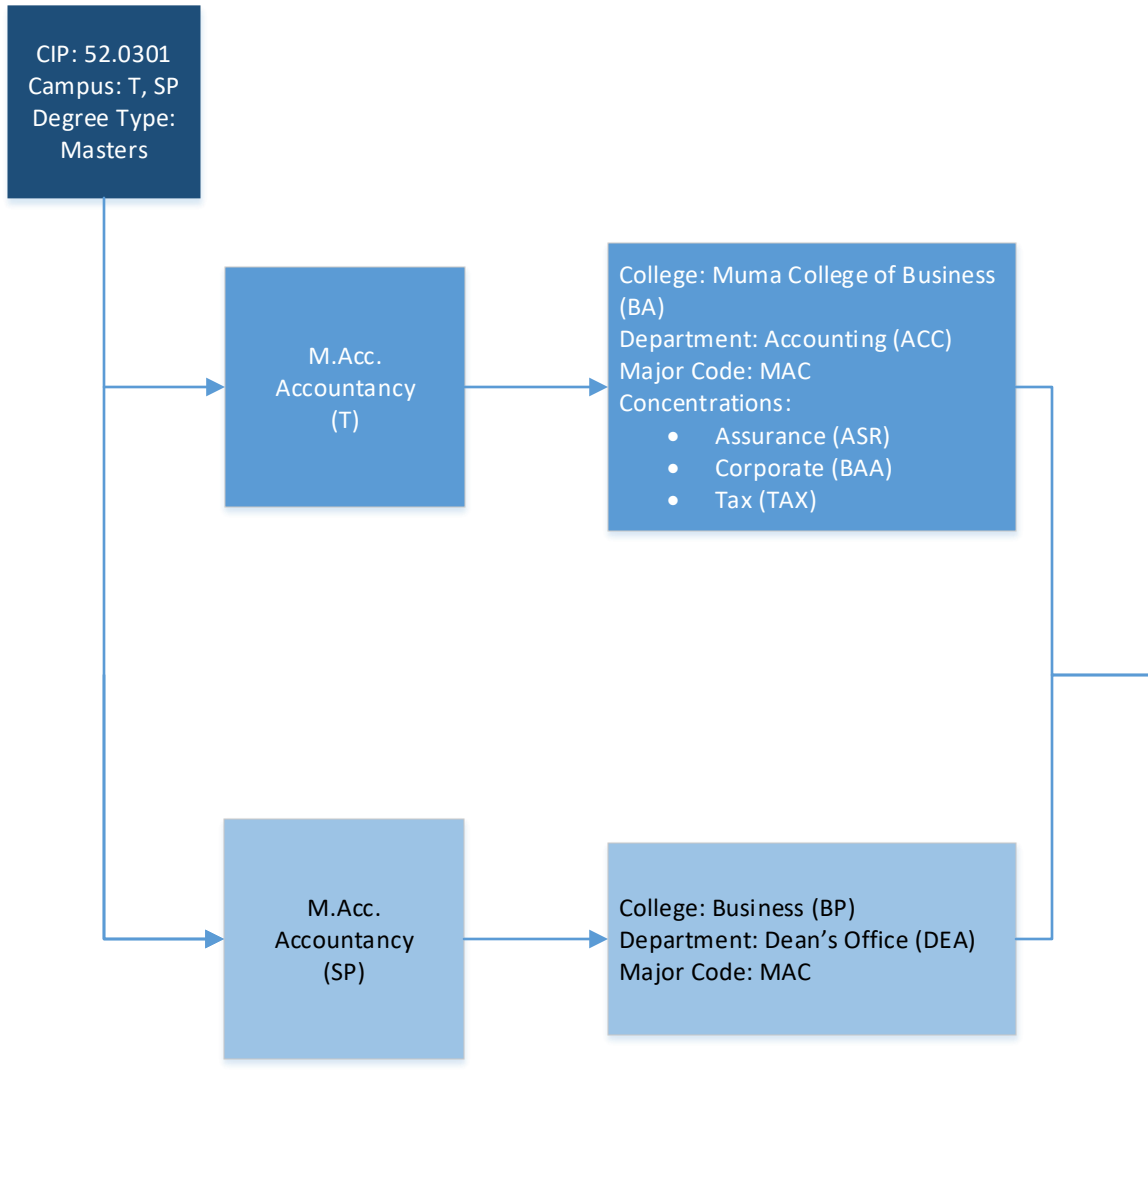 CIP: 52.0301
Campus: T, SP
Degree Type:
Masters
M.Acc.
Accountancy
(T)
College: Muma College of Business
(BA)
Department: Accounting (ACC)
Major Code: MAC
Concentrations:
• Assurance (ASR)
• Corporate (BAA)
• Tax (TAX)
M.Acc.
Accountancy
(SP)
College: Business (BP)
Department: Dean’s Office (DEA)
Major Code: MAC